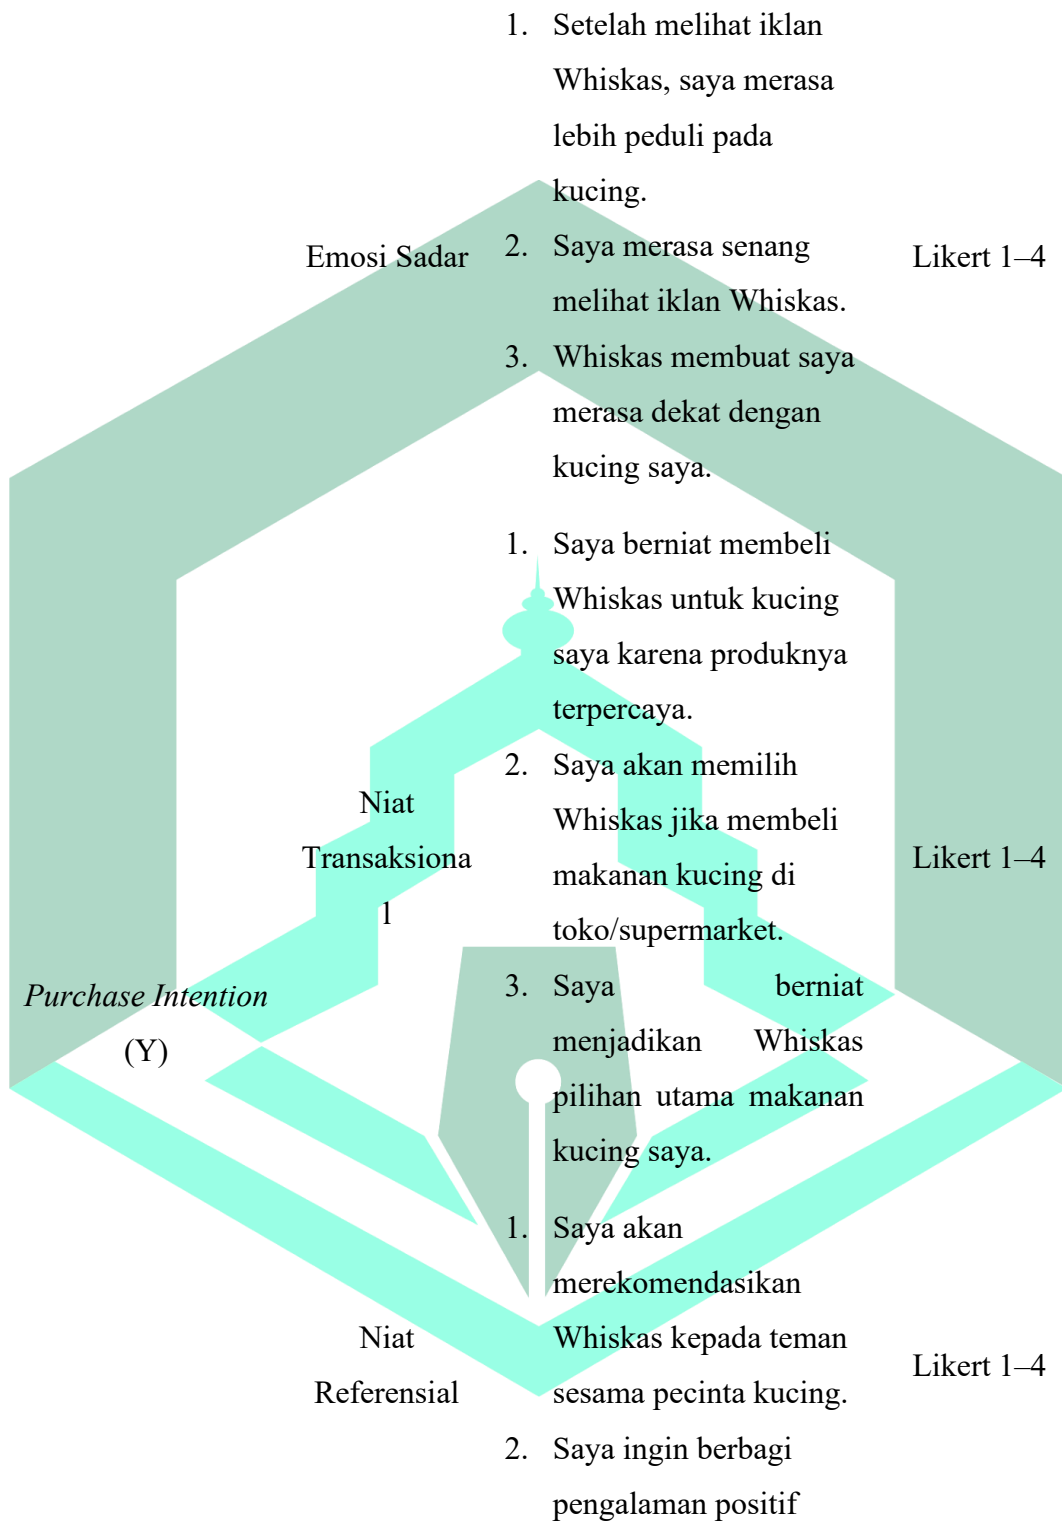 1. Setelah melihat iklan
Whiskas, saya merasa
lebih peduli pada
kucing.
Emosi Sadar
2. Saya merasa senang
melihat iklan Whiskas.
Likert 1–4
3. Whiskas membuat saya
merasa dekat dengan
kucing saya.
Purchase Intention
(Y)
Niat
Transaksiona
l
1. Saya berniat membeli
Whiskas untuk kucing
saya karena produknya
terpercaya.
2. Saya akan memilih
Whiskas jika membeli
makanan kucing di
toko/supermarket.
3. Saya berniat
menjadikan Whiskas
pilihan utama makanan
kucing saya.
Likert 1–4
Niat
Referensial
1. Saya akan
merekomendasikan
Whiskas kepada teman
sesama pecinta kucing.
2. Saya ingin berbagi
pengalaman positif
Likert 1–4